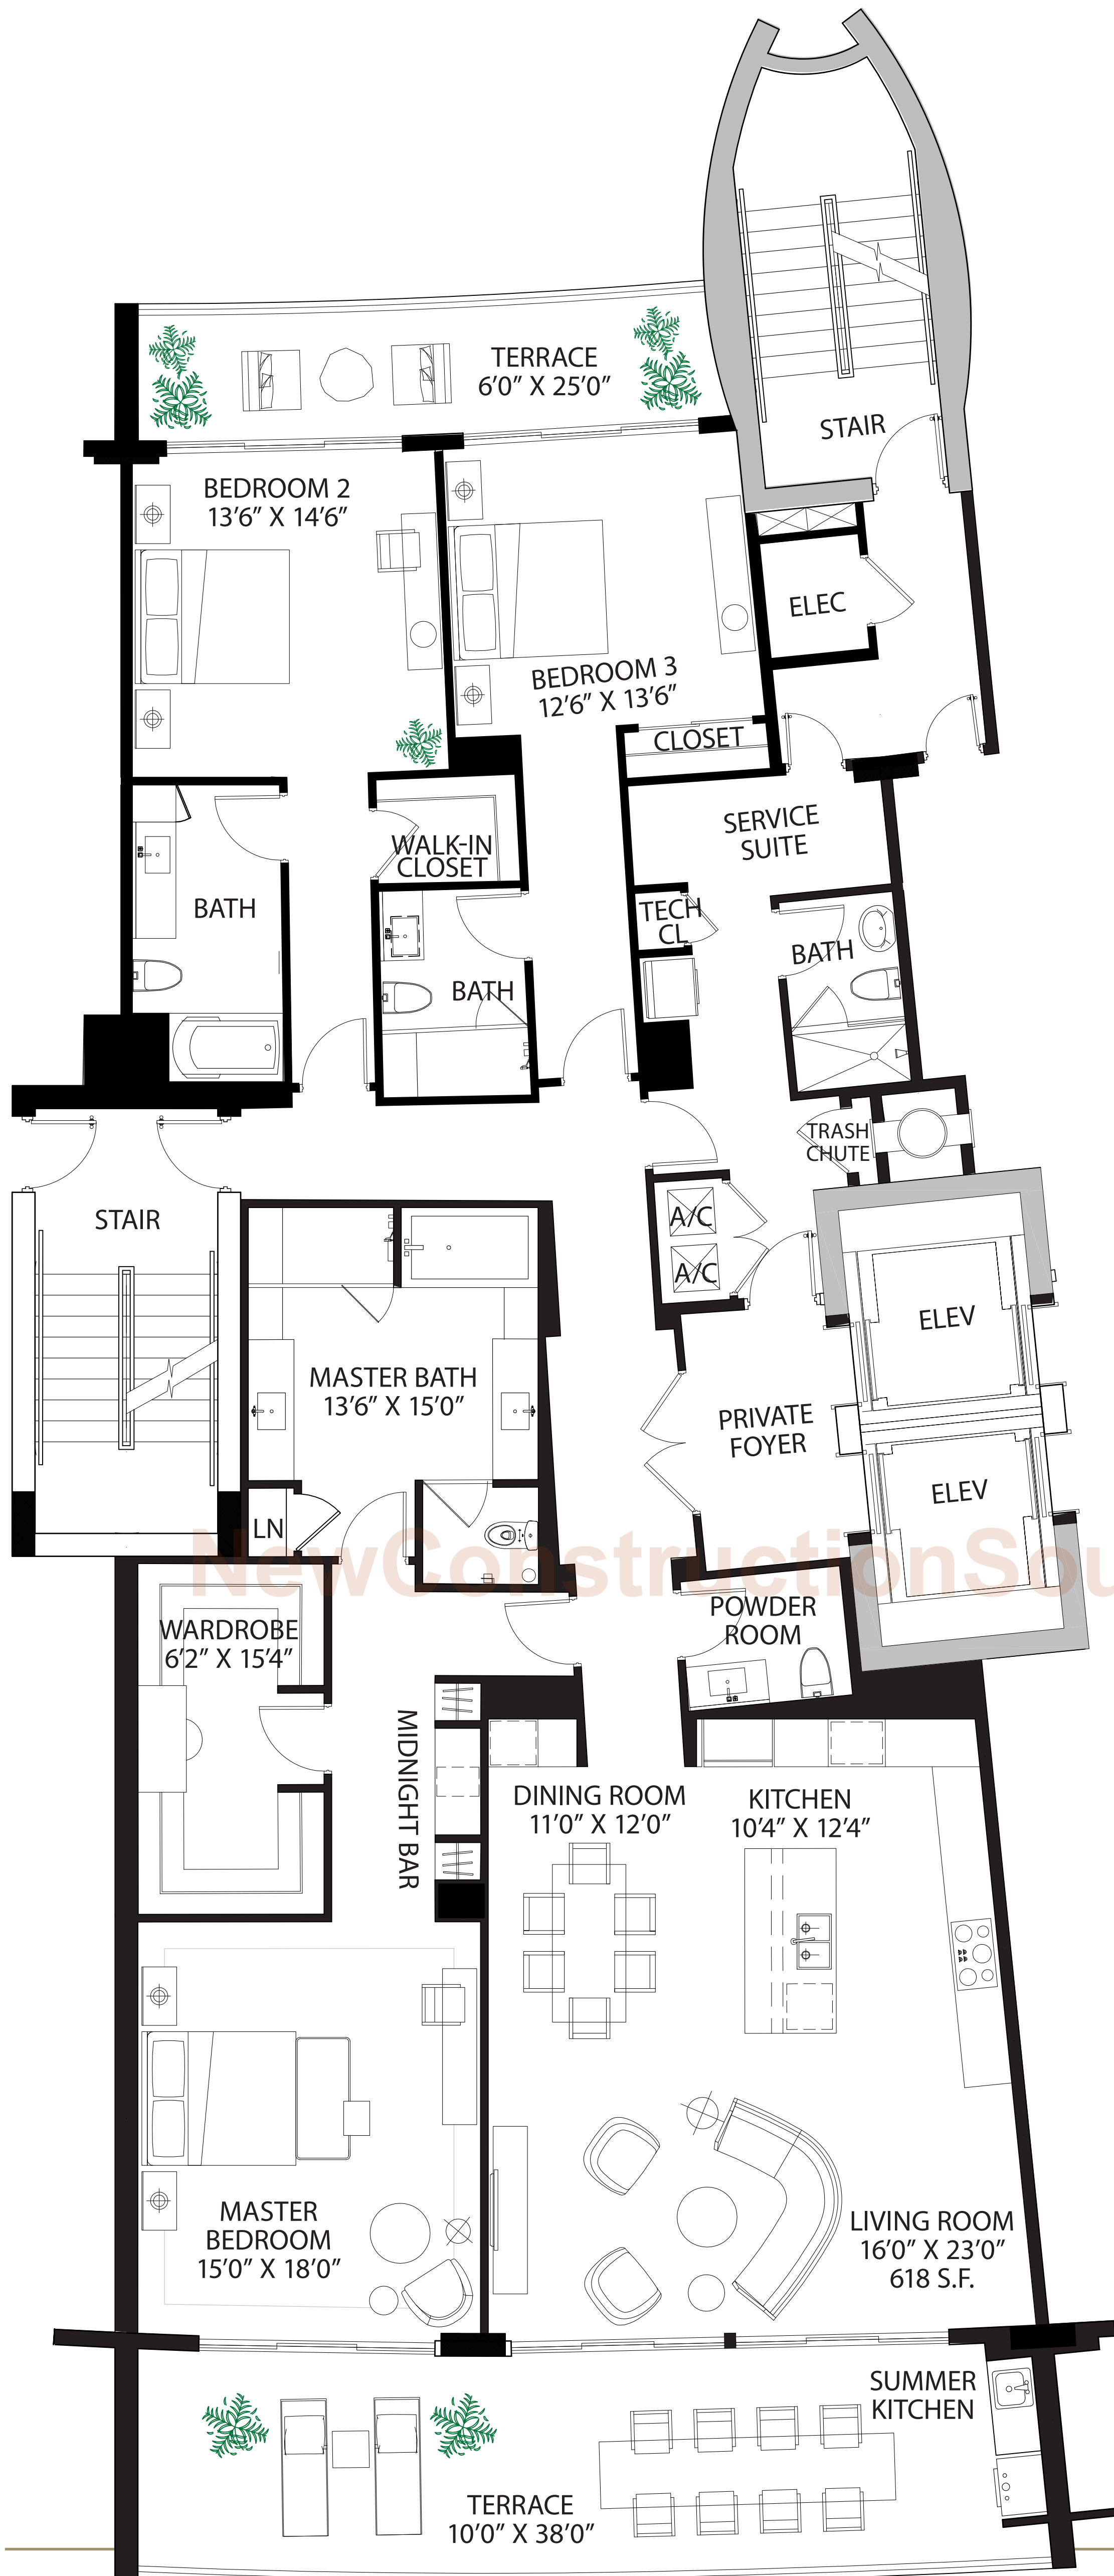 TERRACE
6'0" X 25'0"
STAIR
BEDROOM 2
13'6" X 14'6"
ELEC
BEDROOM 3
12'6" X 13'6"
CLOSET
SERVICE
SUITE
WALK-IN
CLOSET
BATH
TECH
CL
BATH
BATH
TRASH
CHUTE
STAIR
A/C
A/C
ELEV
MASTER BATH
13'6" X 15'0"
PRIVATE
FOYER
ELEV
LN
NewConstructionSou
POWDER
ROOM
WARDROBE
6'2" X 15'4"
MIDNIGHT BAR
DINING ROOM
11'0" X 12'0"
KITCHEN
10'4" X 12'4"
MASTER
BEDROOM
15'0" X 18'0"
LIVING ROOM
16'0" X 23'0"
618 S.F.
SUMMER
KITCHEN
TERRACE
10'0" X 38'0"